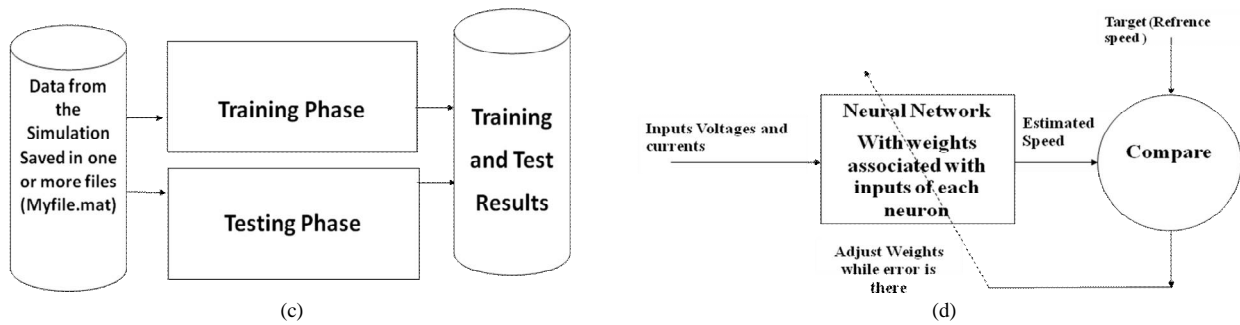 Data from
the
Simulation
Saved in one
or more files
(Myfile.mat)
Training Phase
Testing Phase
Training
and Test
Results
(c)
Target (Refrence
speed )
Inputs Voltages and
currents
Neural Network
With weights
associated with
inputs of each
neuron
Estimated
Speed
Compare
Adjust Weights
while error is
there
(d)